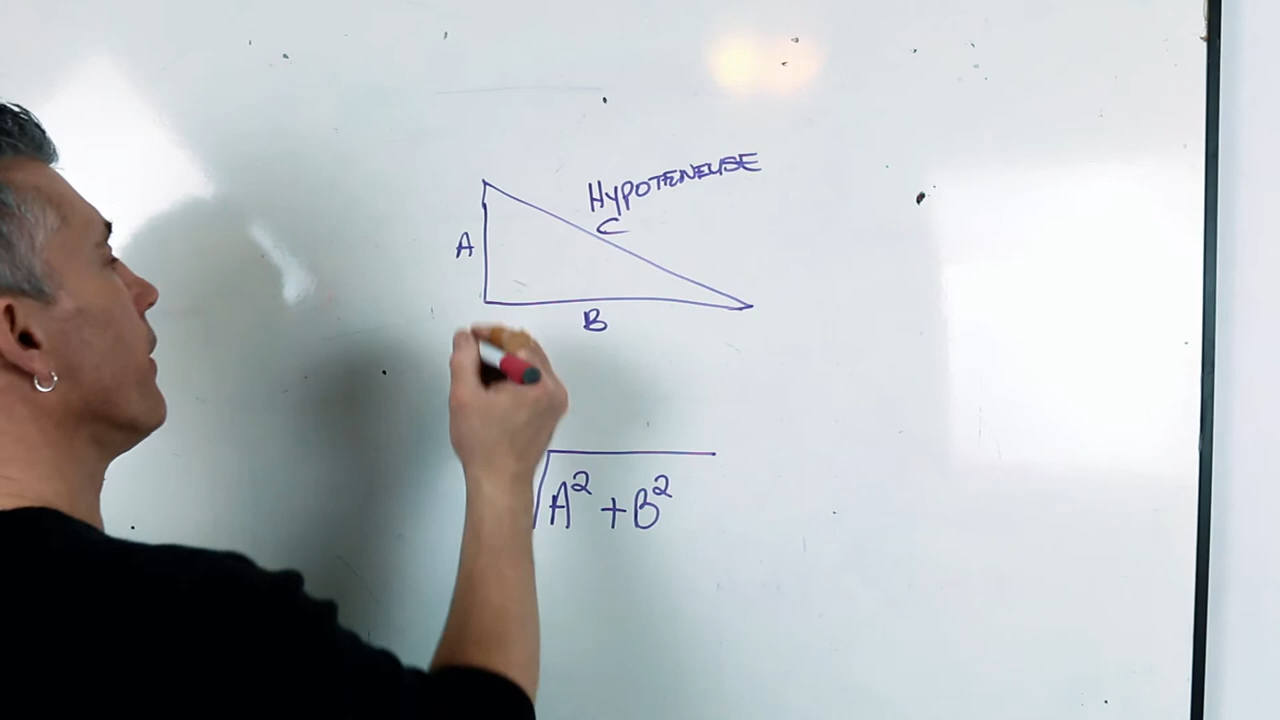 HYPOTENEUSE
C
A
B
√A²+B²